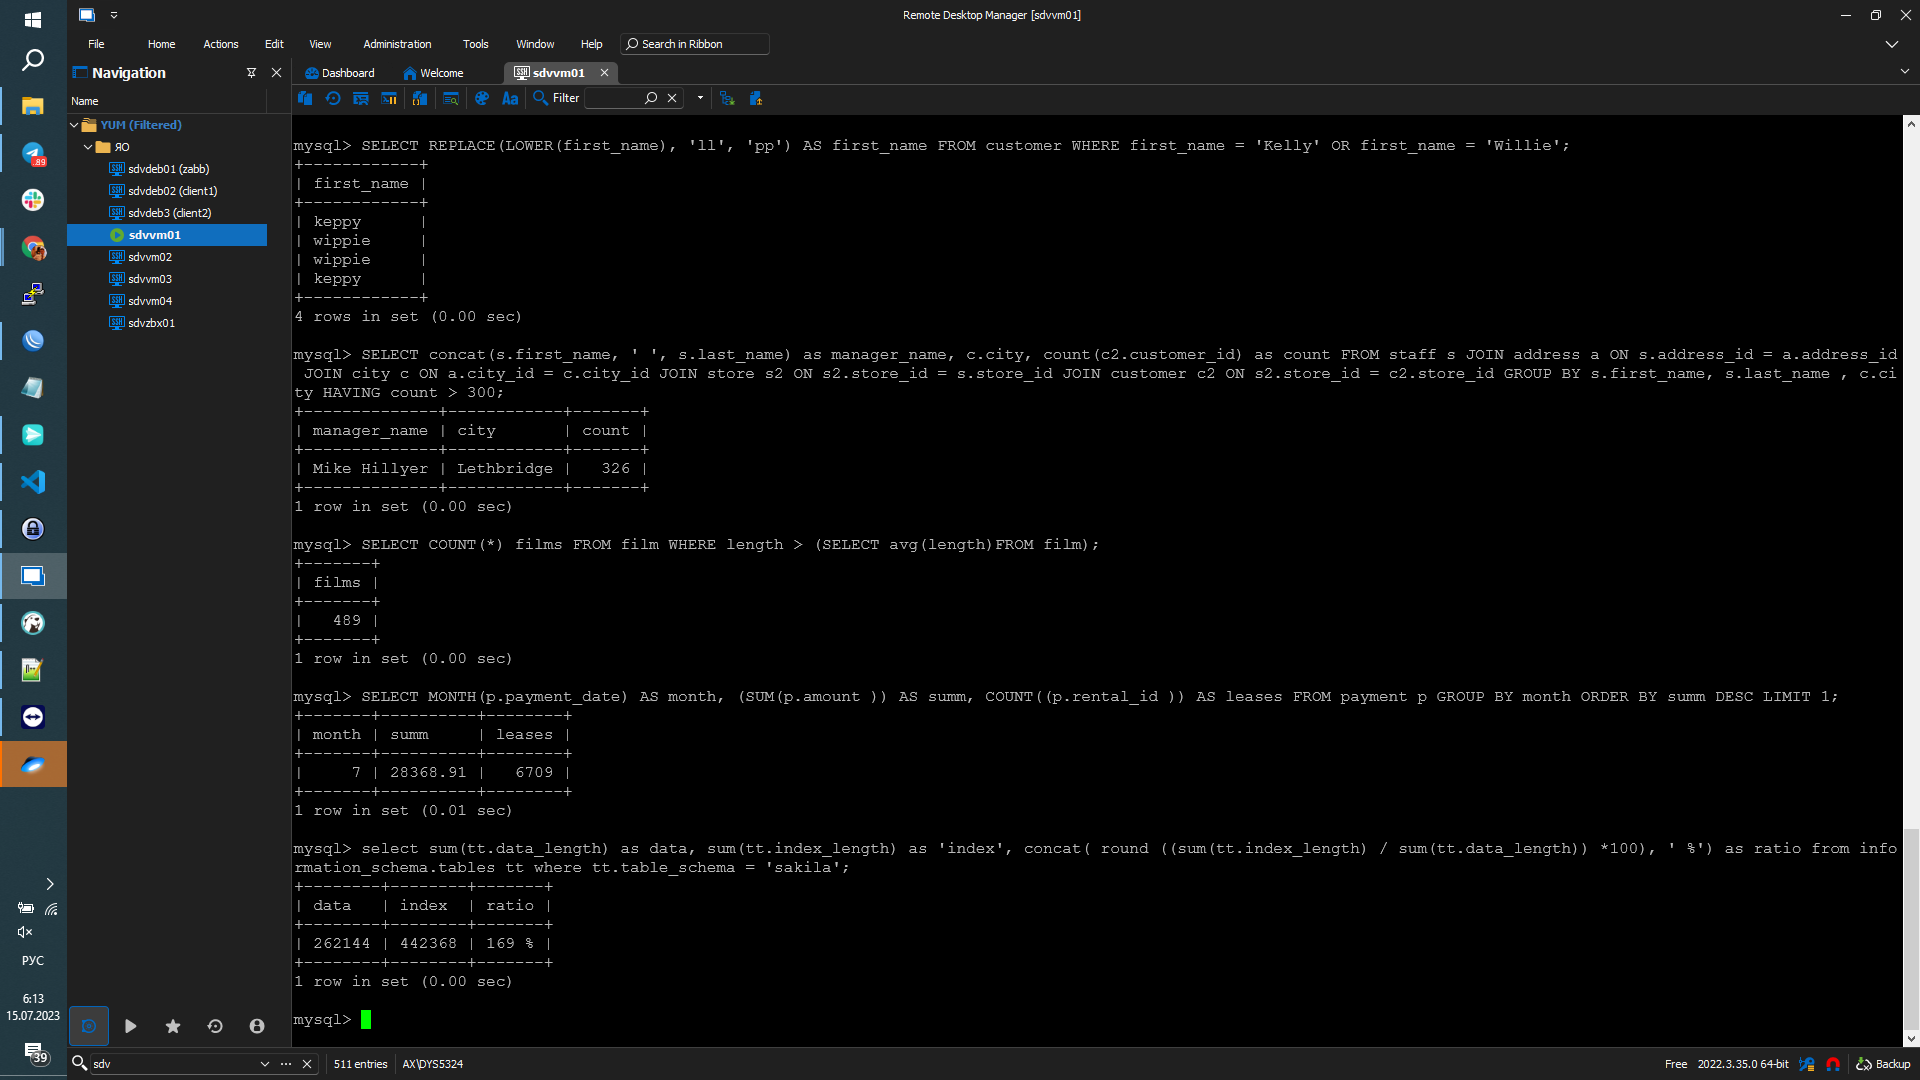 Remote Desktop Manager [sdvvm01]
File Home Actions Edit View Administration Tools Window Help Search in Ribbon
Navigation
Dashboard Welcome sdvvm01
Name
Filter
YUM (Filtered)
ЯО
sdvdeb01 (zabb)
sdvdeb02 (client1)
sdvdeb3 (client2)
sdvvm01
sdvvm02
sdvvm03
sdvvm04
sdvzbx01
mysql> SELECT REPLACE(LOWER(first_name), 'll', 'pp') AS first_name FROM customer WHERE first_name = 'Kelly' OR first_name = 'Willie';
+------------+
| first_name |
+------------+
| keppy      |
| wippie     |
| wippie     |
| keppy      |
+------------+
4 rows in set (0.00 sec)
mysql> SELECT concat(s.first_name, ' ', s.last_name) as manager_name, c.city, count(c2.customer_id) as count FROM staff s JOIN address a ON s.address_id = a.address_id
JOIN city c ON a.city_id = c.city_id JOIN store s2 ON s2.store_id = s.store_id JOIN customer c2 ON s2.store_id = c2.store_id GROUP BY s.first_name, s.last_name , c.ci
ty HAVING count > 300;
+--------------+------------+-------+
| manager_name | city       | count |
+--------------+------------+-------+
| Mike Hillyer | Lethbridge |   326 |
+--------------+------------+-------+
1 row in set (0.00 sec)
mysql> SELECT COUNT(*) films FROM film WHERE length > (SELECT avg(length)FROM film);
+-------+
| films |
+-------+
|   489 |
+-------+
1 row in set (0.00 sec)
mysql> SELECT MONTH(p.payment_date) AS month, (SUM(p.amount )) AS summ, COUNT((p.rental_id )) AS leases FROM payment p GROUP BY month ORDER BY summ DESC LIMIT 1;
+-------+----------+--------+
| month | summ     | leases |
+-------+----------+--------+
|     7 | 28368.91 |   6709 |
+-------+----------+--------+
1 row in set (0.01 sec)
mysql> select sum(tt.data_length) as data, sum(tt.index_length) as 'index', concat( round ((sum(tt.index_length) / sum(tt.data_length)) *100), ' %') as ratio from info
rmation_schema.tables tt where tt.table_schema = 'sakila';
+--------+--------+-------+
| data   | index  | ratio |
+--------+--------+-------+
| 262144 | 442368 | 169 % |
+--------+--------+-------+
1 row in set (0.00 sec)
mysql>
89
РУС
6:13
15.07.2023
39
sdv
511 entries AX\DYS5324
Free 2022.3.35.0 64-bit Backup